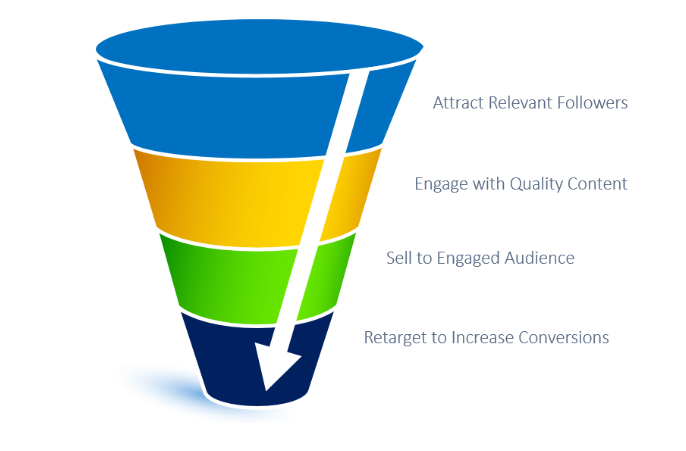 Attract Relevant Followers
Engage with Quality Content
Sell to Engaged Audience
Retarget to Increase Conversions